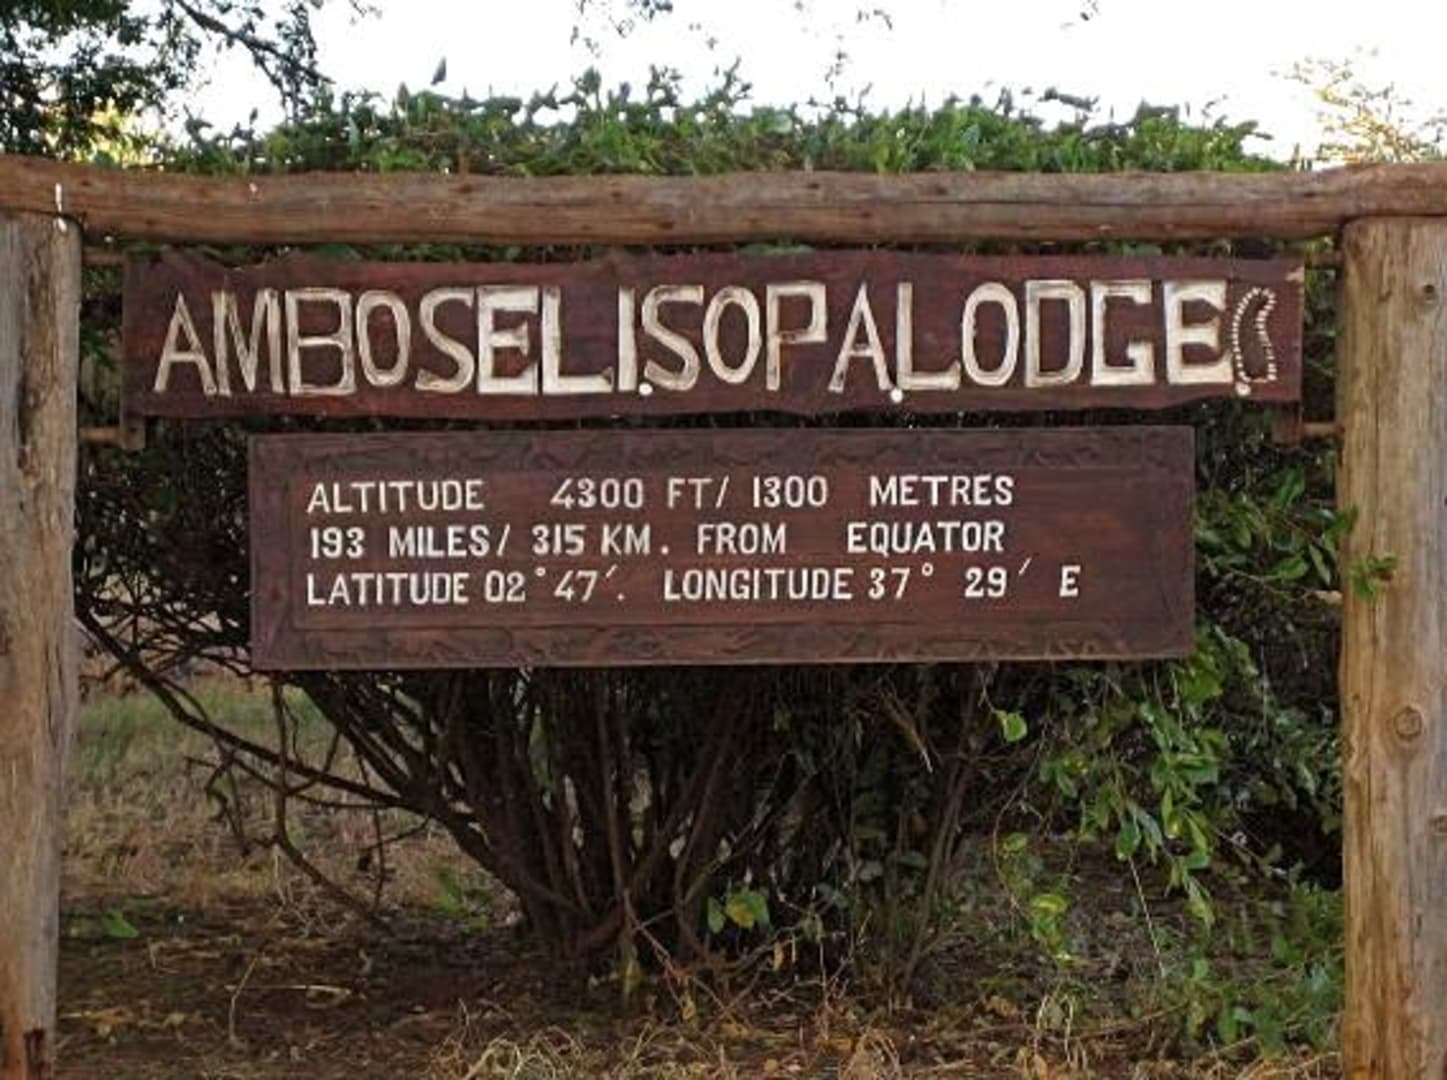 AMBOSELI.SOPA.LODGE.
ALTITUDE 4300 FT/ 1300 METRES
193 MILES/ 315 KM. FROM EQUATOR
LATITUDE 02°47′. LONGITUDE 37° 29′ E